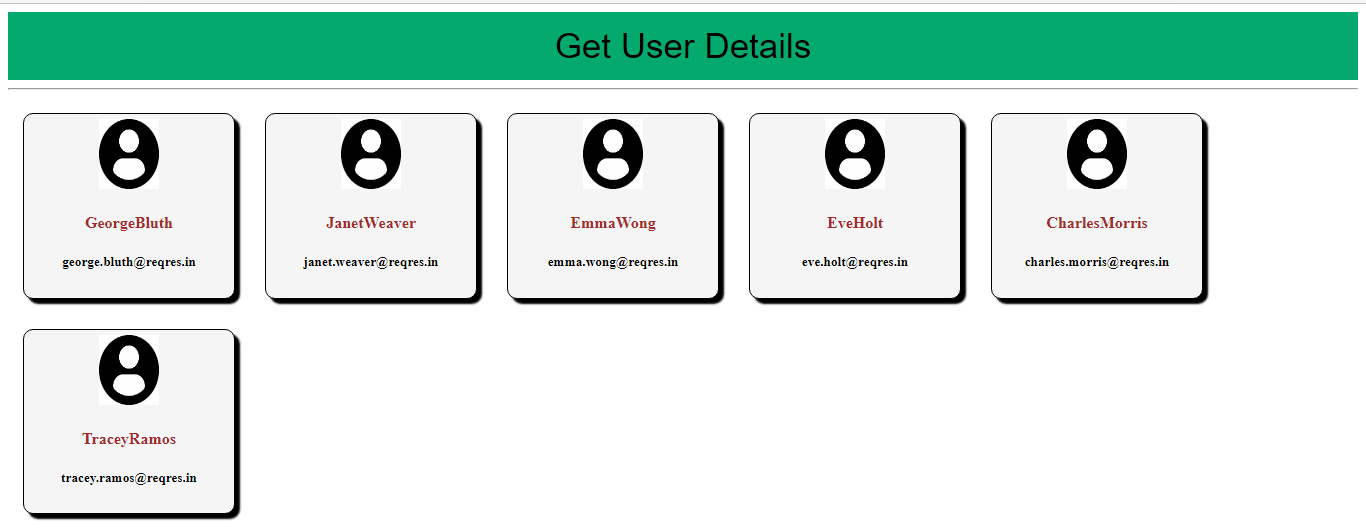 Get User Details
GeorgeBluth
george.bluth@reqres.in
JanetWeaver
janet.weaver@reqres.in
EmmaWong
emma.wong@reqres.in
EveHolt
eve.holt@reqres.in
CharlesMorris
charles.morris@reqres.in
TraceyRamos
tracey.ramos@reqres.in